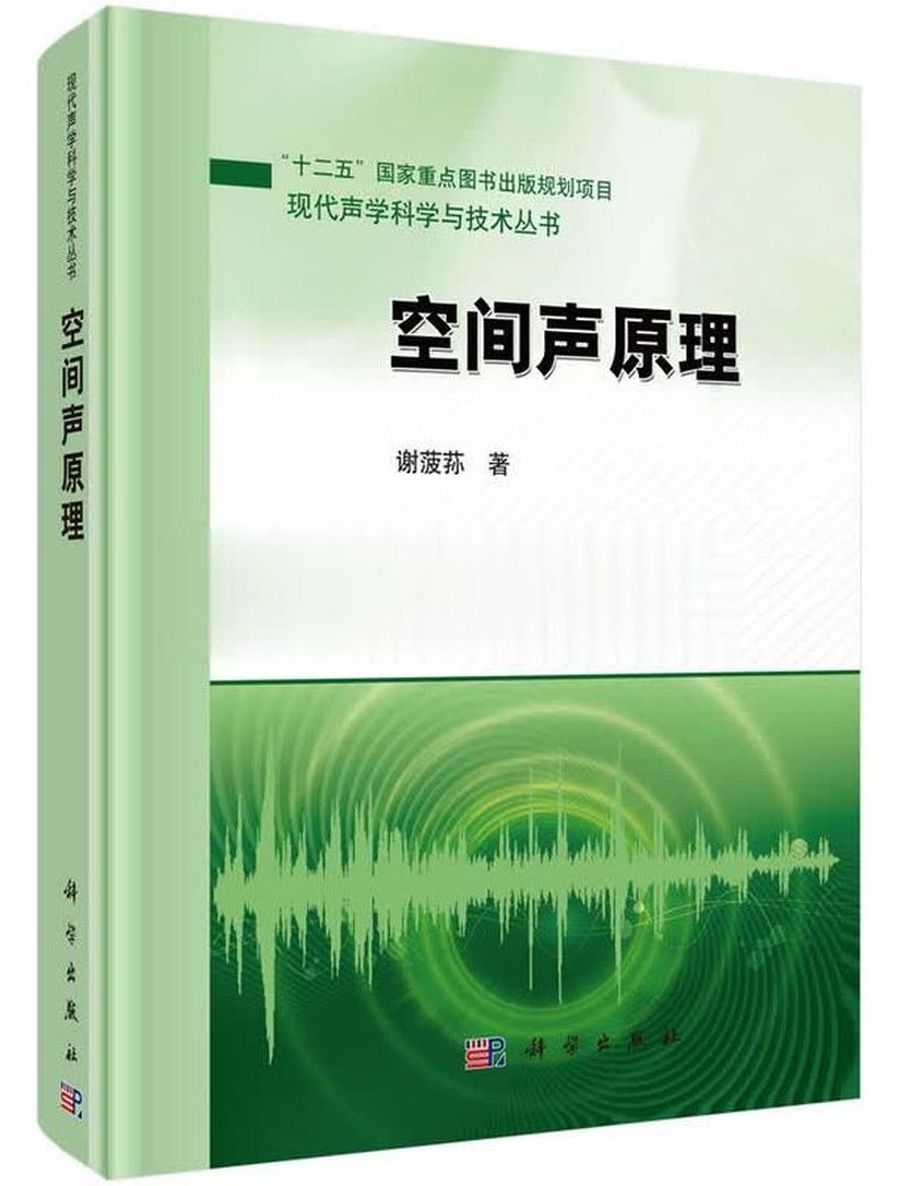 现代声学科学与技术丛书
空间声原理
科学出版社
“十二五”国家重点图书出版规划项目
现代声学科学与技术丛书
空间声原理
谢菠荪 著
科学出版社